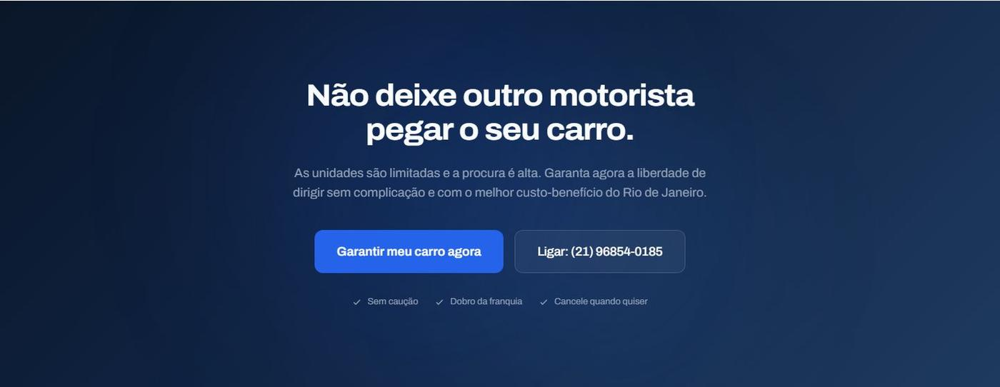 Não deixe outro motorista
pegar o seu carro.
As unidades são limitadas e a procura é alta. Garanta agora a liberdade de
dirigir sem complicação e com o melhor custo-benefício do Rio de Janeiro.
Garantir meu carro agora
Ligar: (21) 96854-0185
Sem caução
Dobro da franquia
Cancele quando quiser